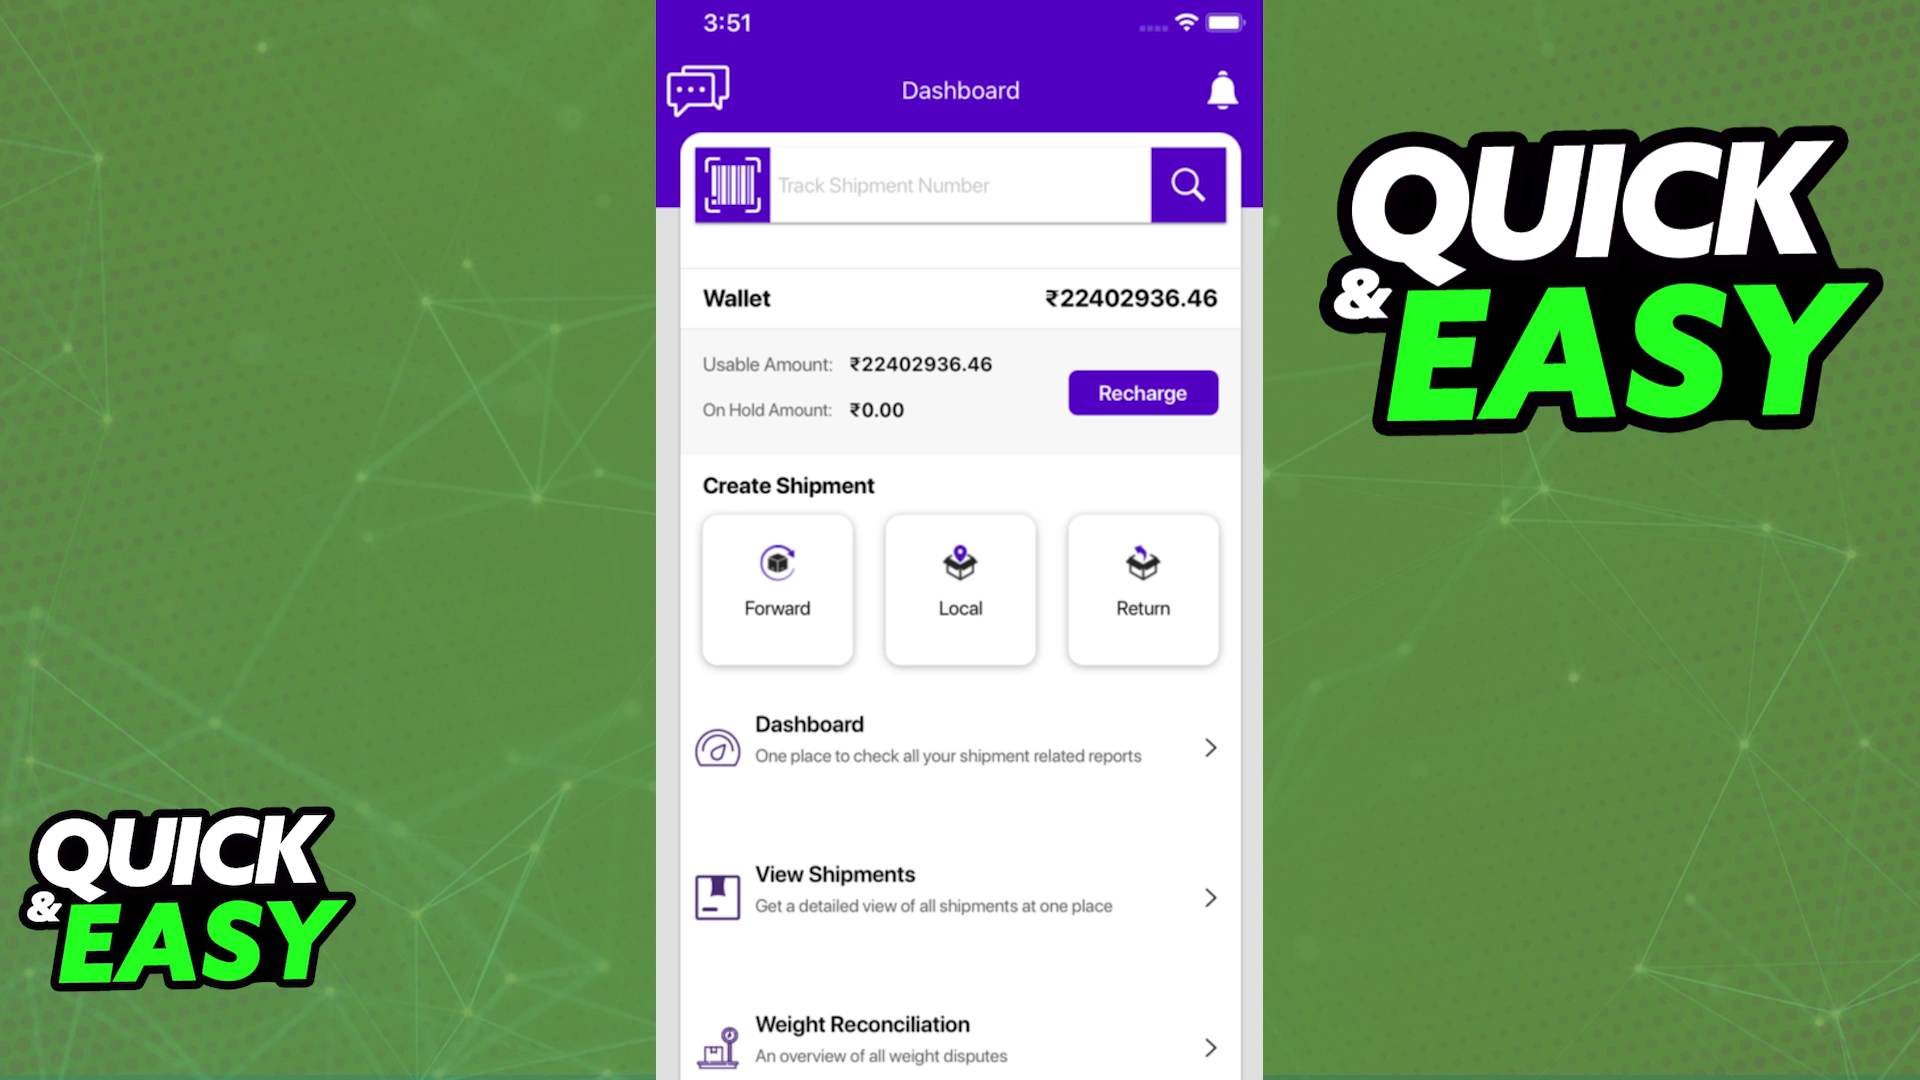 3:51
Dashboard
Track Shipment Number
Wallet ₹22402936.46
Usable Amount: ₹22402936.46
On Hold Amount: ₹0.00
Recharge
Create Shipment
Forward Local Return
Dashboard
One place to check all your shipment related reports
View Shipments
Get a detailed view of all shipments at one place
Weight Reconciliation
An overview of all weight disputes
QUICK
& EASY
QUICK
& EASY